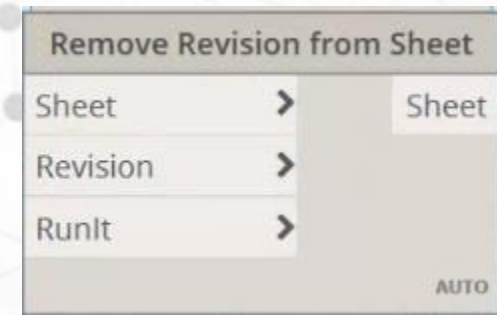 Remove Revision from Sheet
Sheet > Sheet
Revision >
RunIt >
AUTO